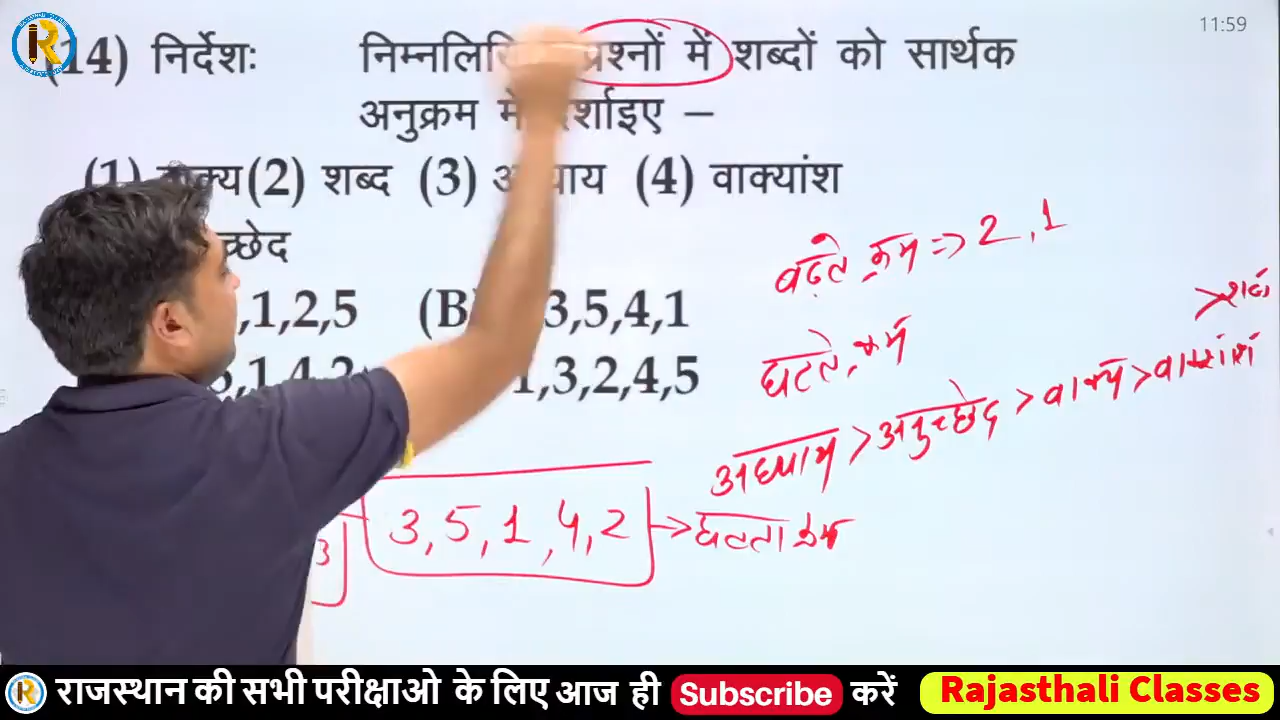 11:59
14) निर्देशः
प्रश्नों में शब्दों को सार्थक
अनुक्रम में दर्शाइए –
(1) (2) शब्द (3) (4) वाक्यांश
,1,2,5 (B) 3,5,4,1
1,3,2,4,5
बढ़ते क्रम => 2,1
घटते क्रम
अध्याय > अनुच्छेद > वाक्य > वाक्यांश
> शब्द
3,5,1,4,2 → घटता क्रम
3
राजस्थान की सभी परीक्षाओ के लिए आज ही Subscribe करें Rajasthali Classes